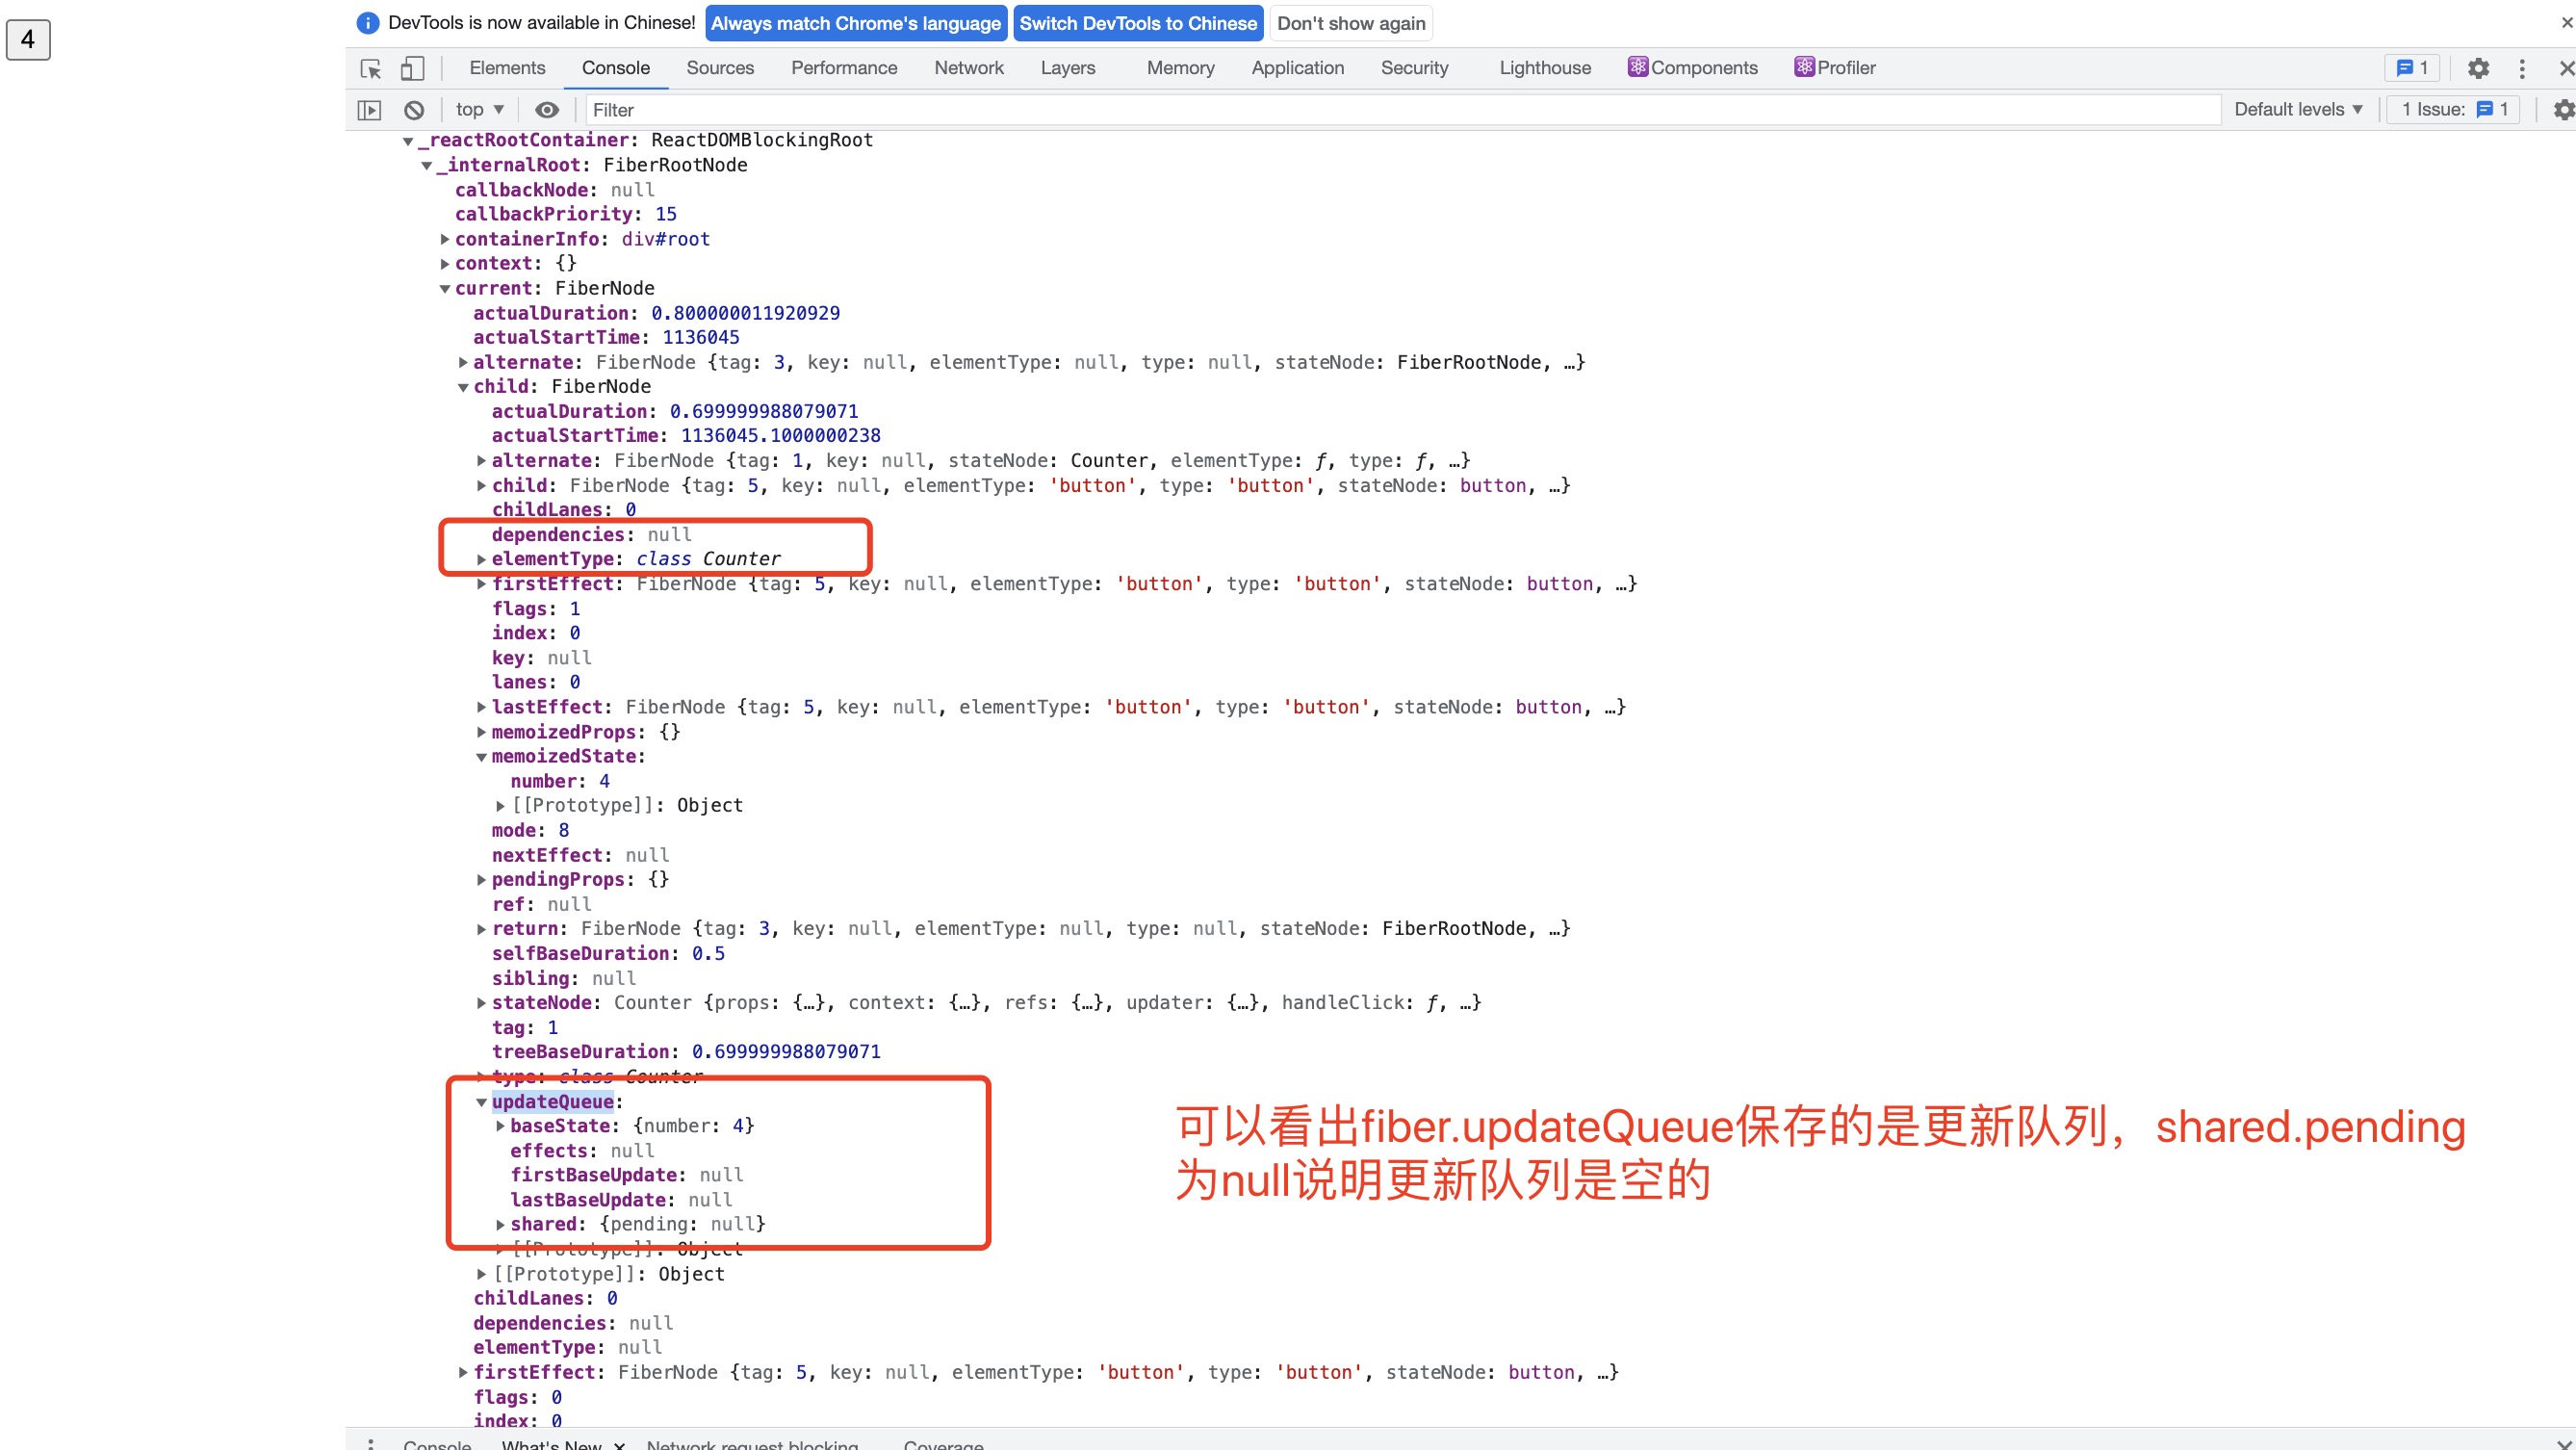 4
DevTools is now available in Chinese! Always match Chrome's language Switch DevTools to Chinese Don't show again
Elements Console Sources Performance Network Layers Memory Application Security Lighthouse Components Profiler 1
top Filter Default levels 1 Issue: 1
_reactRootContainer: ReactDOMBlockingRoot
_internalRoot: FiberRootNode
callbackNode: null
callbackPriority: 15
containerInfo: div#root
context: {}
current: FiberNode
actualDuration: 0.800000011920929
actualStartTime: 1136045
alternate: FiberNode {tag: 3, key: null, elementType: null, type: null, stateNode: FiberRootNode, …}
child: FiberNode
actualDuration: 0.699999988079071
actualStartTime: 1136045.1000000238
alternate: FiberNode {tag: 1, key: null, stateNode: Counter, elementType: ƒ, type: ƒ, …}
child: FiberNode {tag: 5, key: null, elementType: 'button', type: 'button', stateNode: button, …}
childLanes: 0
dependencies: null
elementType: class Counter
firstEffect: FiberNode {tag: 5, key: null, elementType: 'button', type: 'button', stateNode: button, …}
flags: 1
index: 0
key: null
lanes: 0
lastEffect: FiberNode {tag: 5, key: null, elementType: 'button', type: 'button', stateNode: button, …}
memoizedProps: {}
memoizedState:
number: 4
[[Prototype]]: Object
mode: 8
nextEffect: null
pendingProps: {}
ref: null
return: FiberNode {tag: 3, key: null, elementType: null, type: null, stateNode: FiberRootNode, …}
selfBaseDuration: 0.5
sibling: null
stateNode: Counter {props: {…}, context: {…}, refs: {…}, updater: {…}, handleClick: ƒ, …}
tag: 1
treeBaseDuration: 0.699999988079071
type: class Counter
updateQueue:
baseState: {number: 4}
effects: null
firstBaseUpdate: null
lastBaseUpdate: null
shared: {pending: null}
[[Prototype]]: Object
[[Prototype]]: Object
可以看出fiber.updateQueue保存的是更新队列，shared.pending
为null说明更新队列是空的
childLanes: 0
dependencies: null
elementType: null
firstEffect: FiberNode {tag: 5, key: null, elementType: 'button', type: 'button', stateNode: button, …}
flags: 0
index: 0
Console What's New Network request blocking Coverage